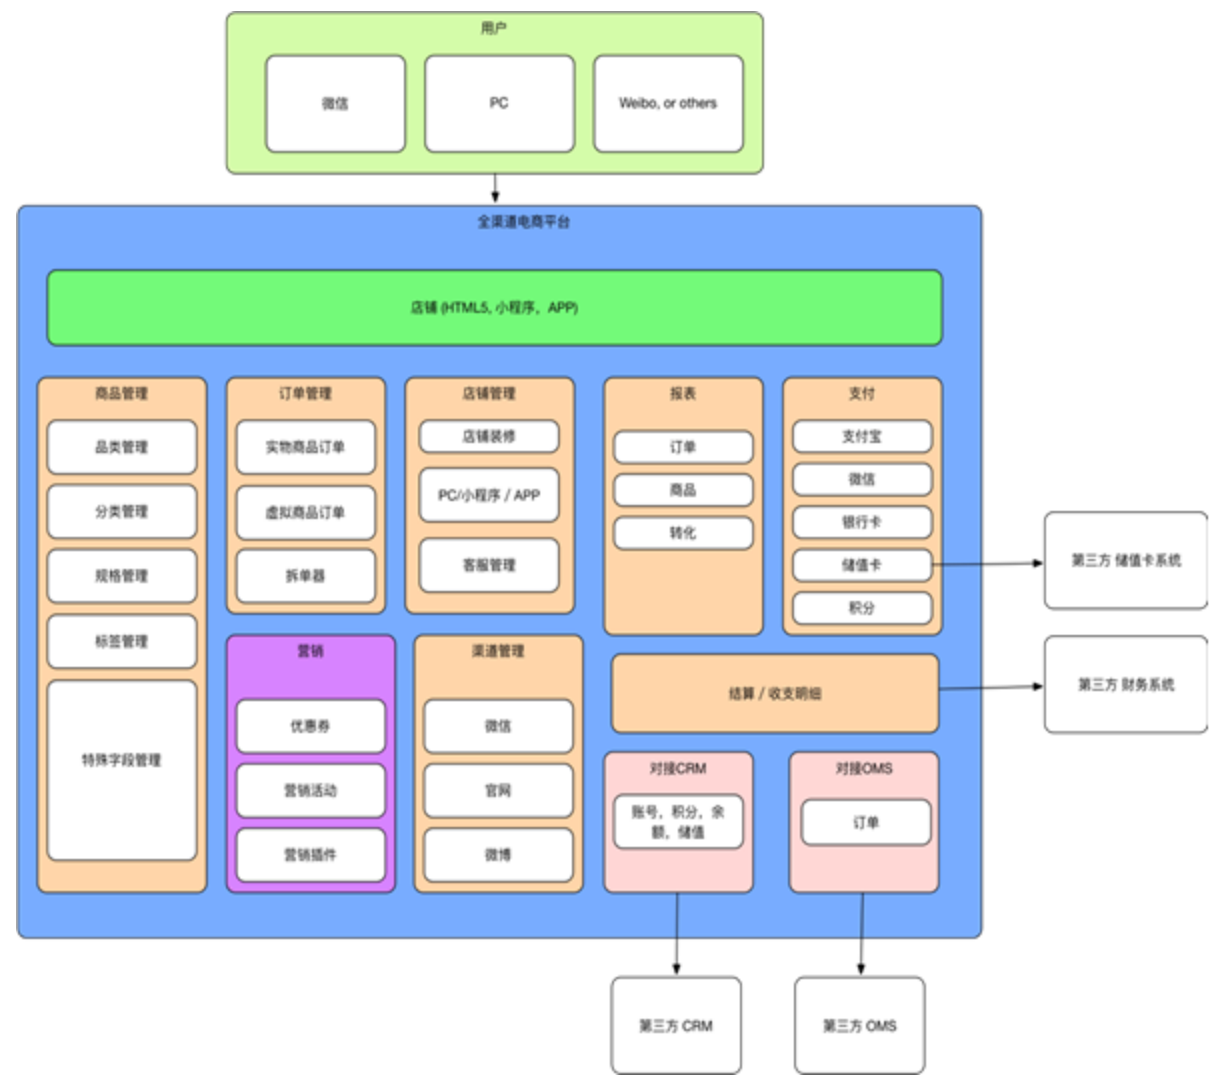 用户
微信
PC
Weibo, or others
全渠道电商平台
店铺 (HTML5, 小程序, APP)
商品管理
品类管理
分类管理
规格管理
标签管理
特殊字段管理
订单管理
实物商品订单
虚拟商品订单
拆单器
店铺管理
店铺装修
PC/小程序 / APP
客服管理
报表
订单
商品
转化
支付
支付宝
微信
银行卡
储值卡
积分
第三方 储值卡系统
营销
优惠券
营销活动
营销插件
渠道管理
微信
官网
微博
结算 / 收支明细
第三方 财务系统
对接CRM
账号，积分，余
额，储值
对接OMS
订单
第三方 CRM
第三方 OMS